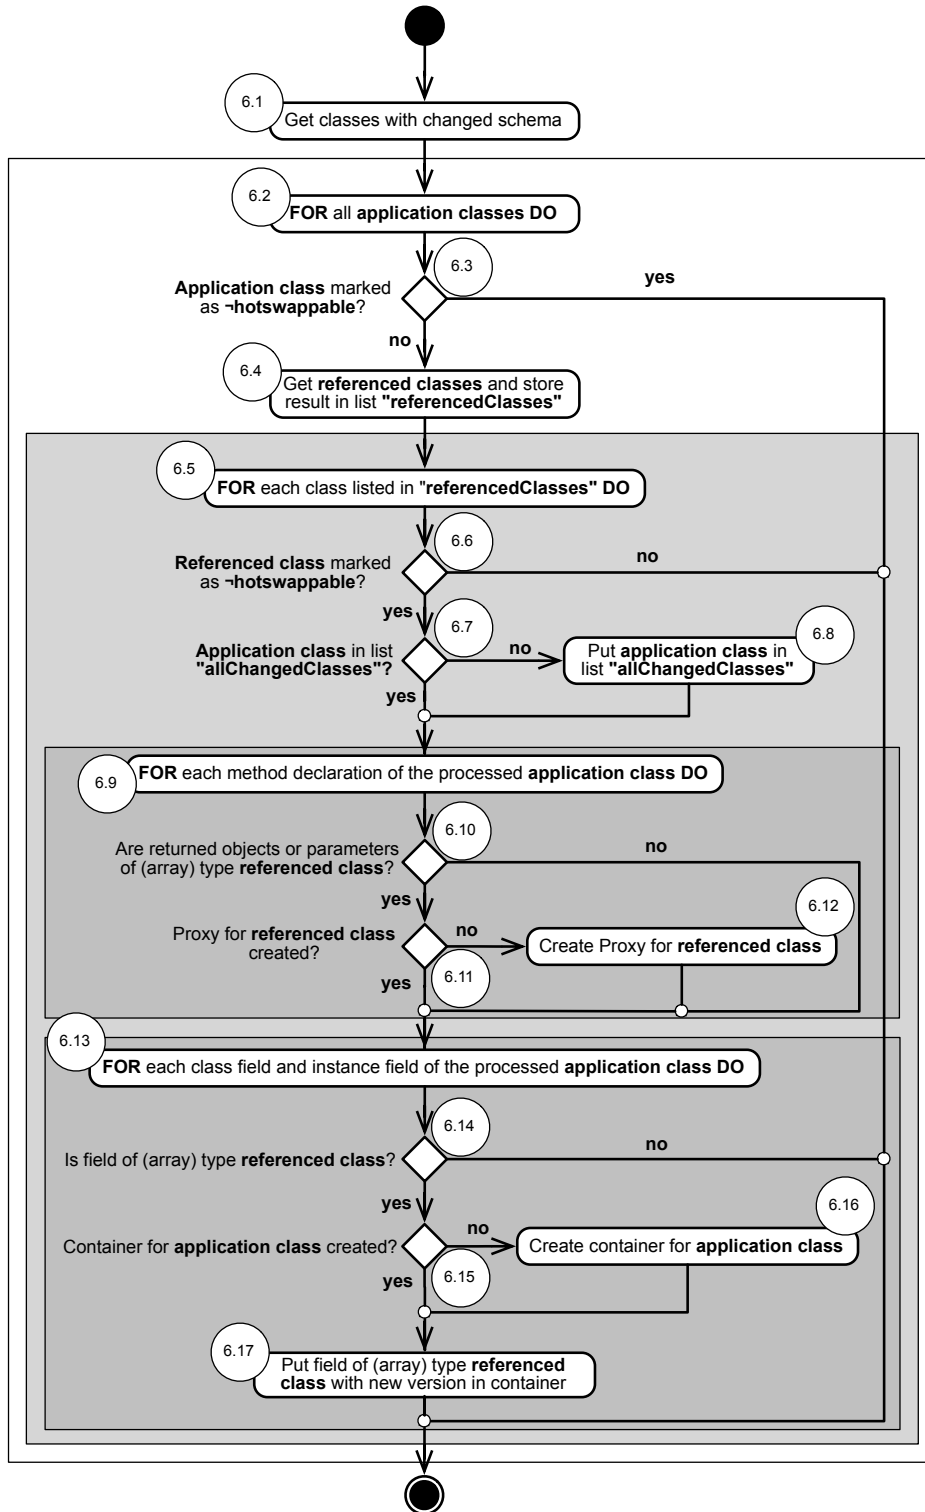 6.1
Get classes with changed schema
6.2
FOR all application classes DO
6.3
yes
Application class marked
as ¬hotswappable?
no
6.4
Get referenced classes and store
result in list "referencedClasses"
6.5
FOR each class listed in "referencedClasses" DO
6.6
no
Referenced class marked
as ¬hotswappable?
yes
6.7
6.8
Application class in list
"allChangedClasses"?
no
Put application class in
list "allChangedClasses"
yes
FOR each method declaration of the processed application class DO
6.9
6.10
no
Are returned objects or parameters
of (array) type referenced class?
yes
6.12
Proxy for referenced class
created?
no
Create Proxy for referenced class
yes
6.11
6.13
FOR each class field and instance field of the processed application class DO
6.14
no
Is field of (array) type referenced class?
yes
6.16
no
Container for application class created?
Create container for application class
yes
6.15
6.17
Put field of (array) type referenced
class with new version in container